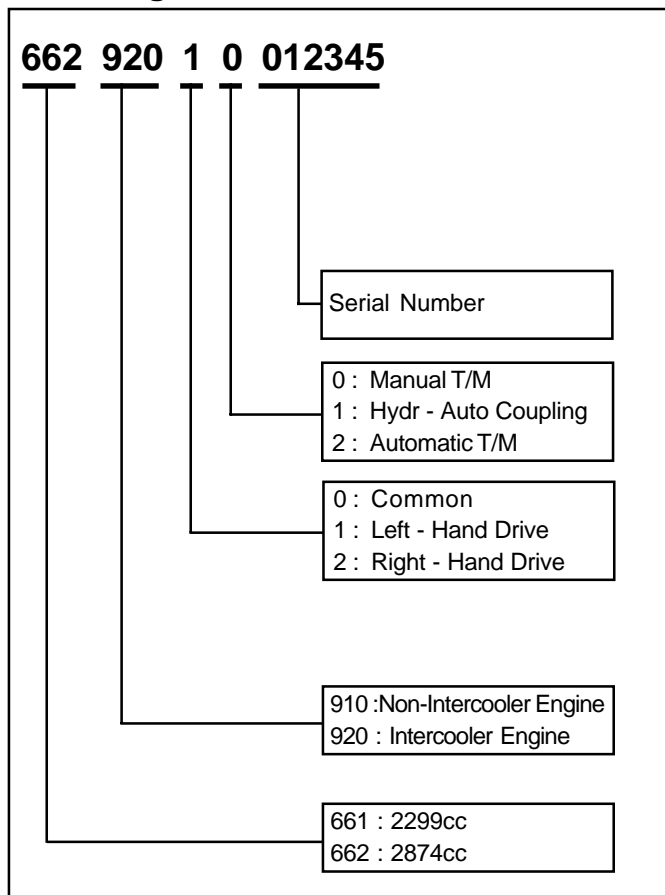 662 920 1 0 012345
Serial Number
0 : Manual T/M
1 : Hydr - Auto Coupling
2 : Automatic T/M
0 : Common
1 : Left - Hand Drive
2 : Right - Hand Drive
910 :Non-Intercooler Engine
920 : Intercooler Engine
661 : 2299cc
662 : 2874cc